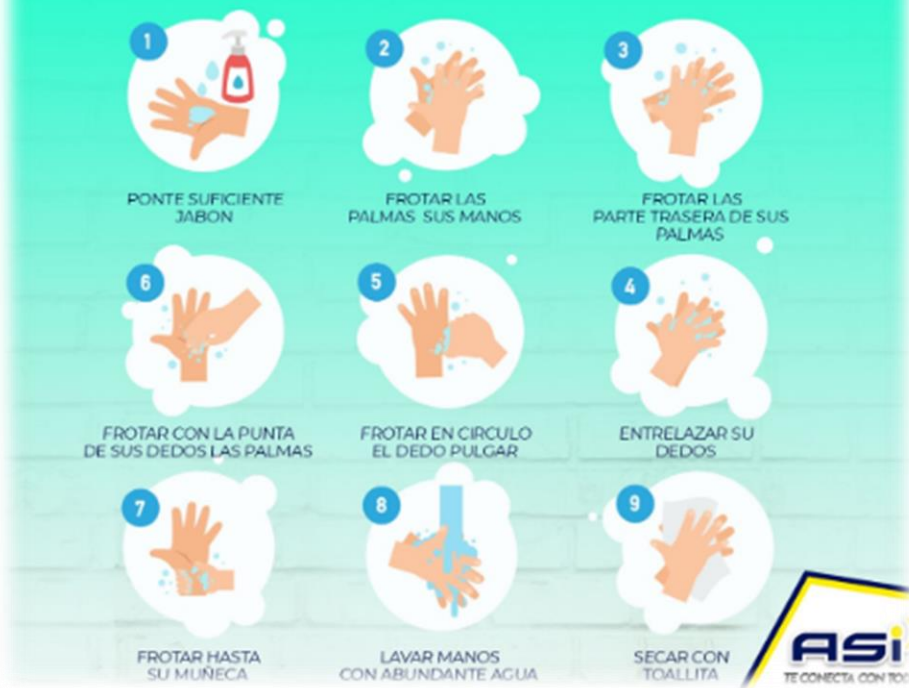 1
PONTE SUFICIENTE
JABON
2
FROTAR LAS
PALMAS SUS MANOS
3
FROTAR LAS
PARTE TRASERA DE SUS
PALMAS
4
ENTRELAZAR SU
DEDOS
5
FROTAR EN CIRCULO
EL DEDO PULGAR
6
FROTAR CON LA PUNTA
DE SUS DEDOS LAS PALMAS
7
FROTAR HASTA
SU MUÑECA
8
LAVAR MANOS
CON ABUNDANTE AGUA
9
SECAR CON
TOALLITA
ASi
TE CONECTA CON